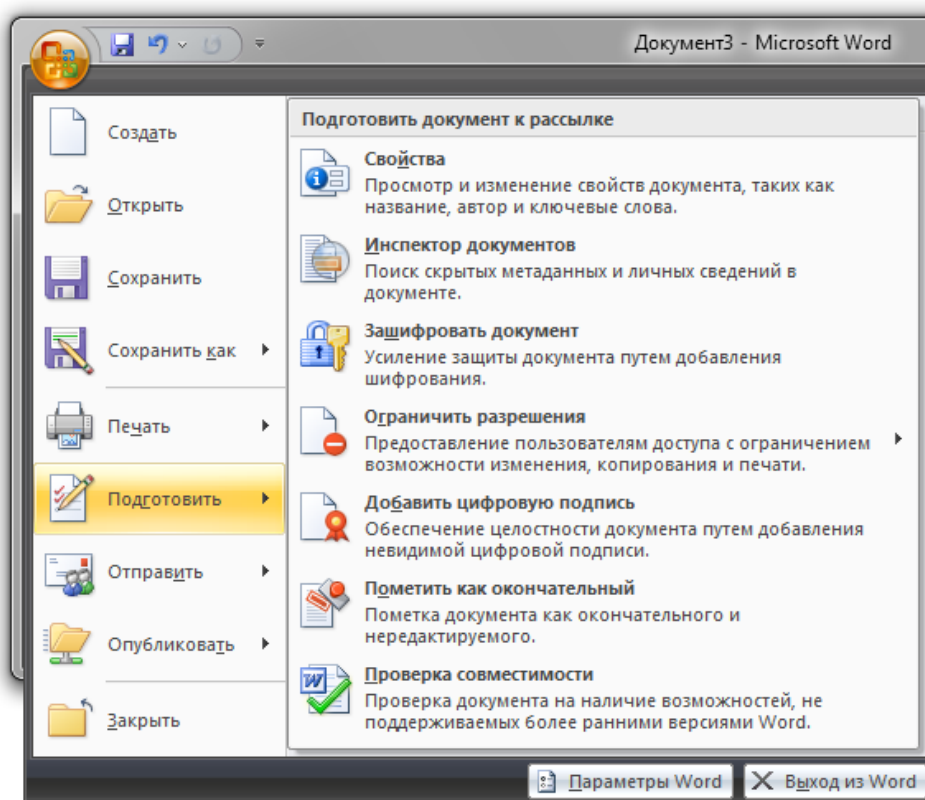 Документ3 - Microsoft Word
Создать
Открыть
Сохранить
Сохранить как
Печать
Подготовить
Отправить
Опубликовать
Закрыть
Подготовить документ к рассылке
Свойства
Просмотр и изменение свойств документа, таких как
название, автор и ключевые слова.
Инспектор документов
Поиск скрытых метаданных и личных сведений в
документе.
Зашифровать документ
Усиление защиты документа путем добавления
шифрования.
Ограничить разрешения
Предоставление пользователям доступа с ограничением
возможности изменения, копирования и печати.
Добавить цифровую подпись
Обеспечение целостности документа путем добавления
невидимой цифровой подписи.
Пометить как окончательный
Пометка документа как окончательного и
нередактируемого.
Проверка совместимости
Проверка документа на наличие возможностей, не
поддерживаемых более ранними версиями Word.
Параметры Word
Выход из Word